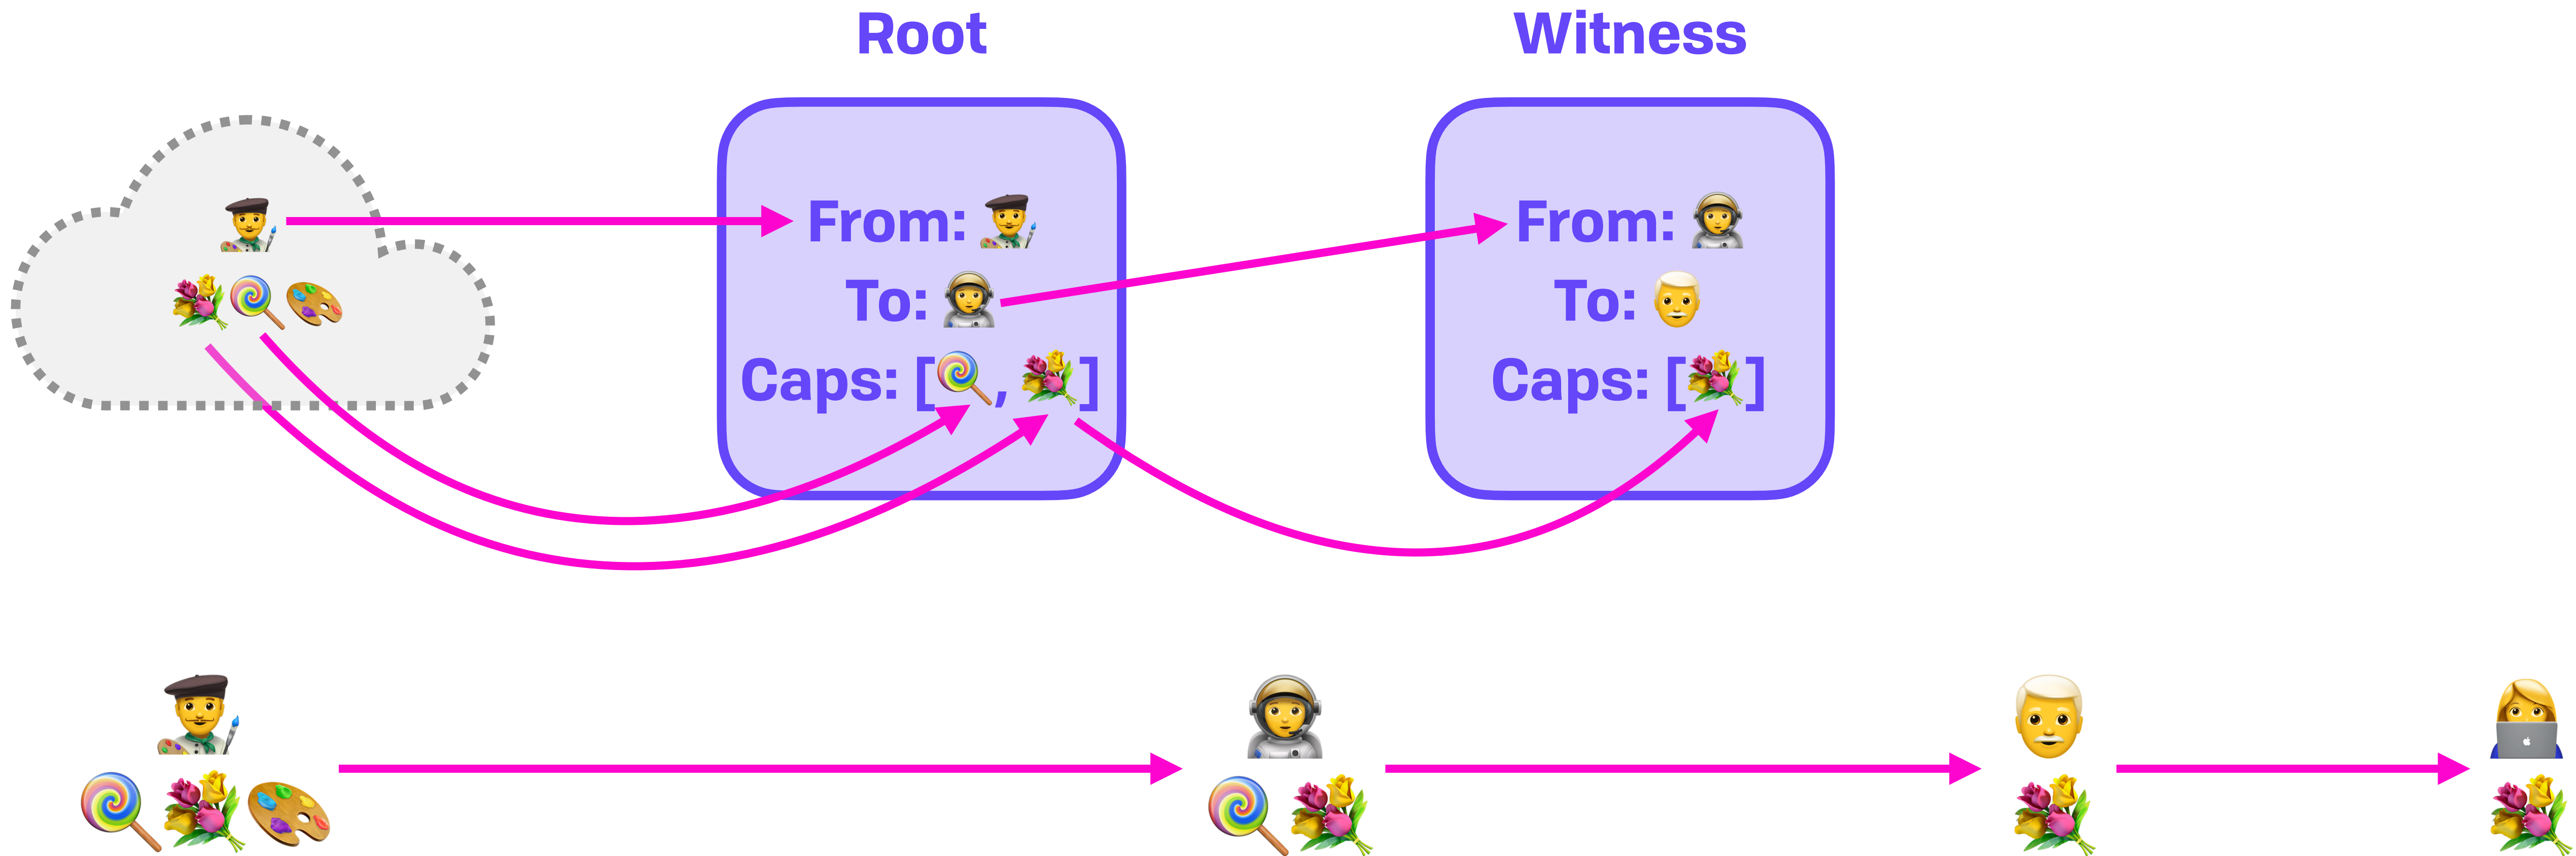 Root
Witness
From: 👨‍🎨
To: 🧑‍🚀
Caps: [🍭, 💐]
From: 🧑‍🚀
To: 👴
Caps: [💐]